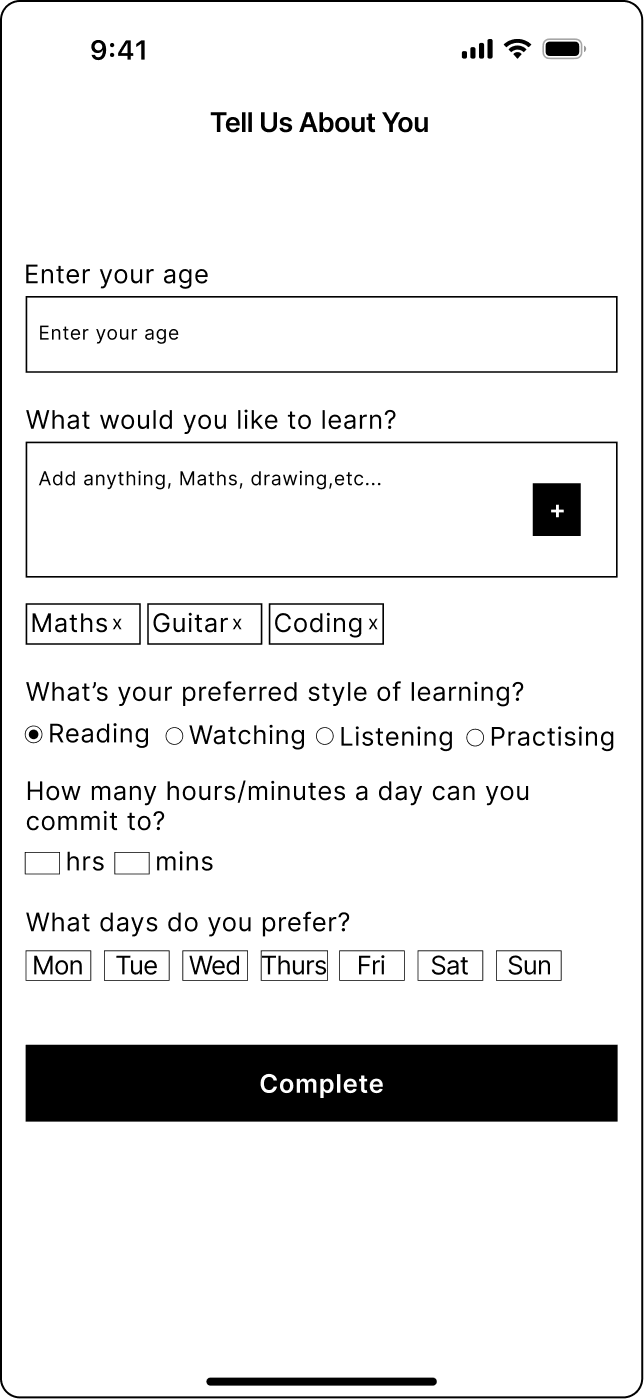 9:41
Tell Us About You
Enter your age
Enter your age
What would you like to learn?
Add anything, Maths, drawing,etc...
+
Maths x Guitar x Coding x
What’s your preferred style of learning?
Reading Watching Listening Practising
How many hours/minutes a day can you
commit to?
hrs mins
What days do you prefer?
Mon Tue Wed Thurs Fri Sat Sun
Complete